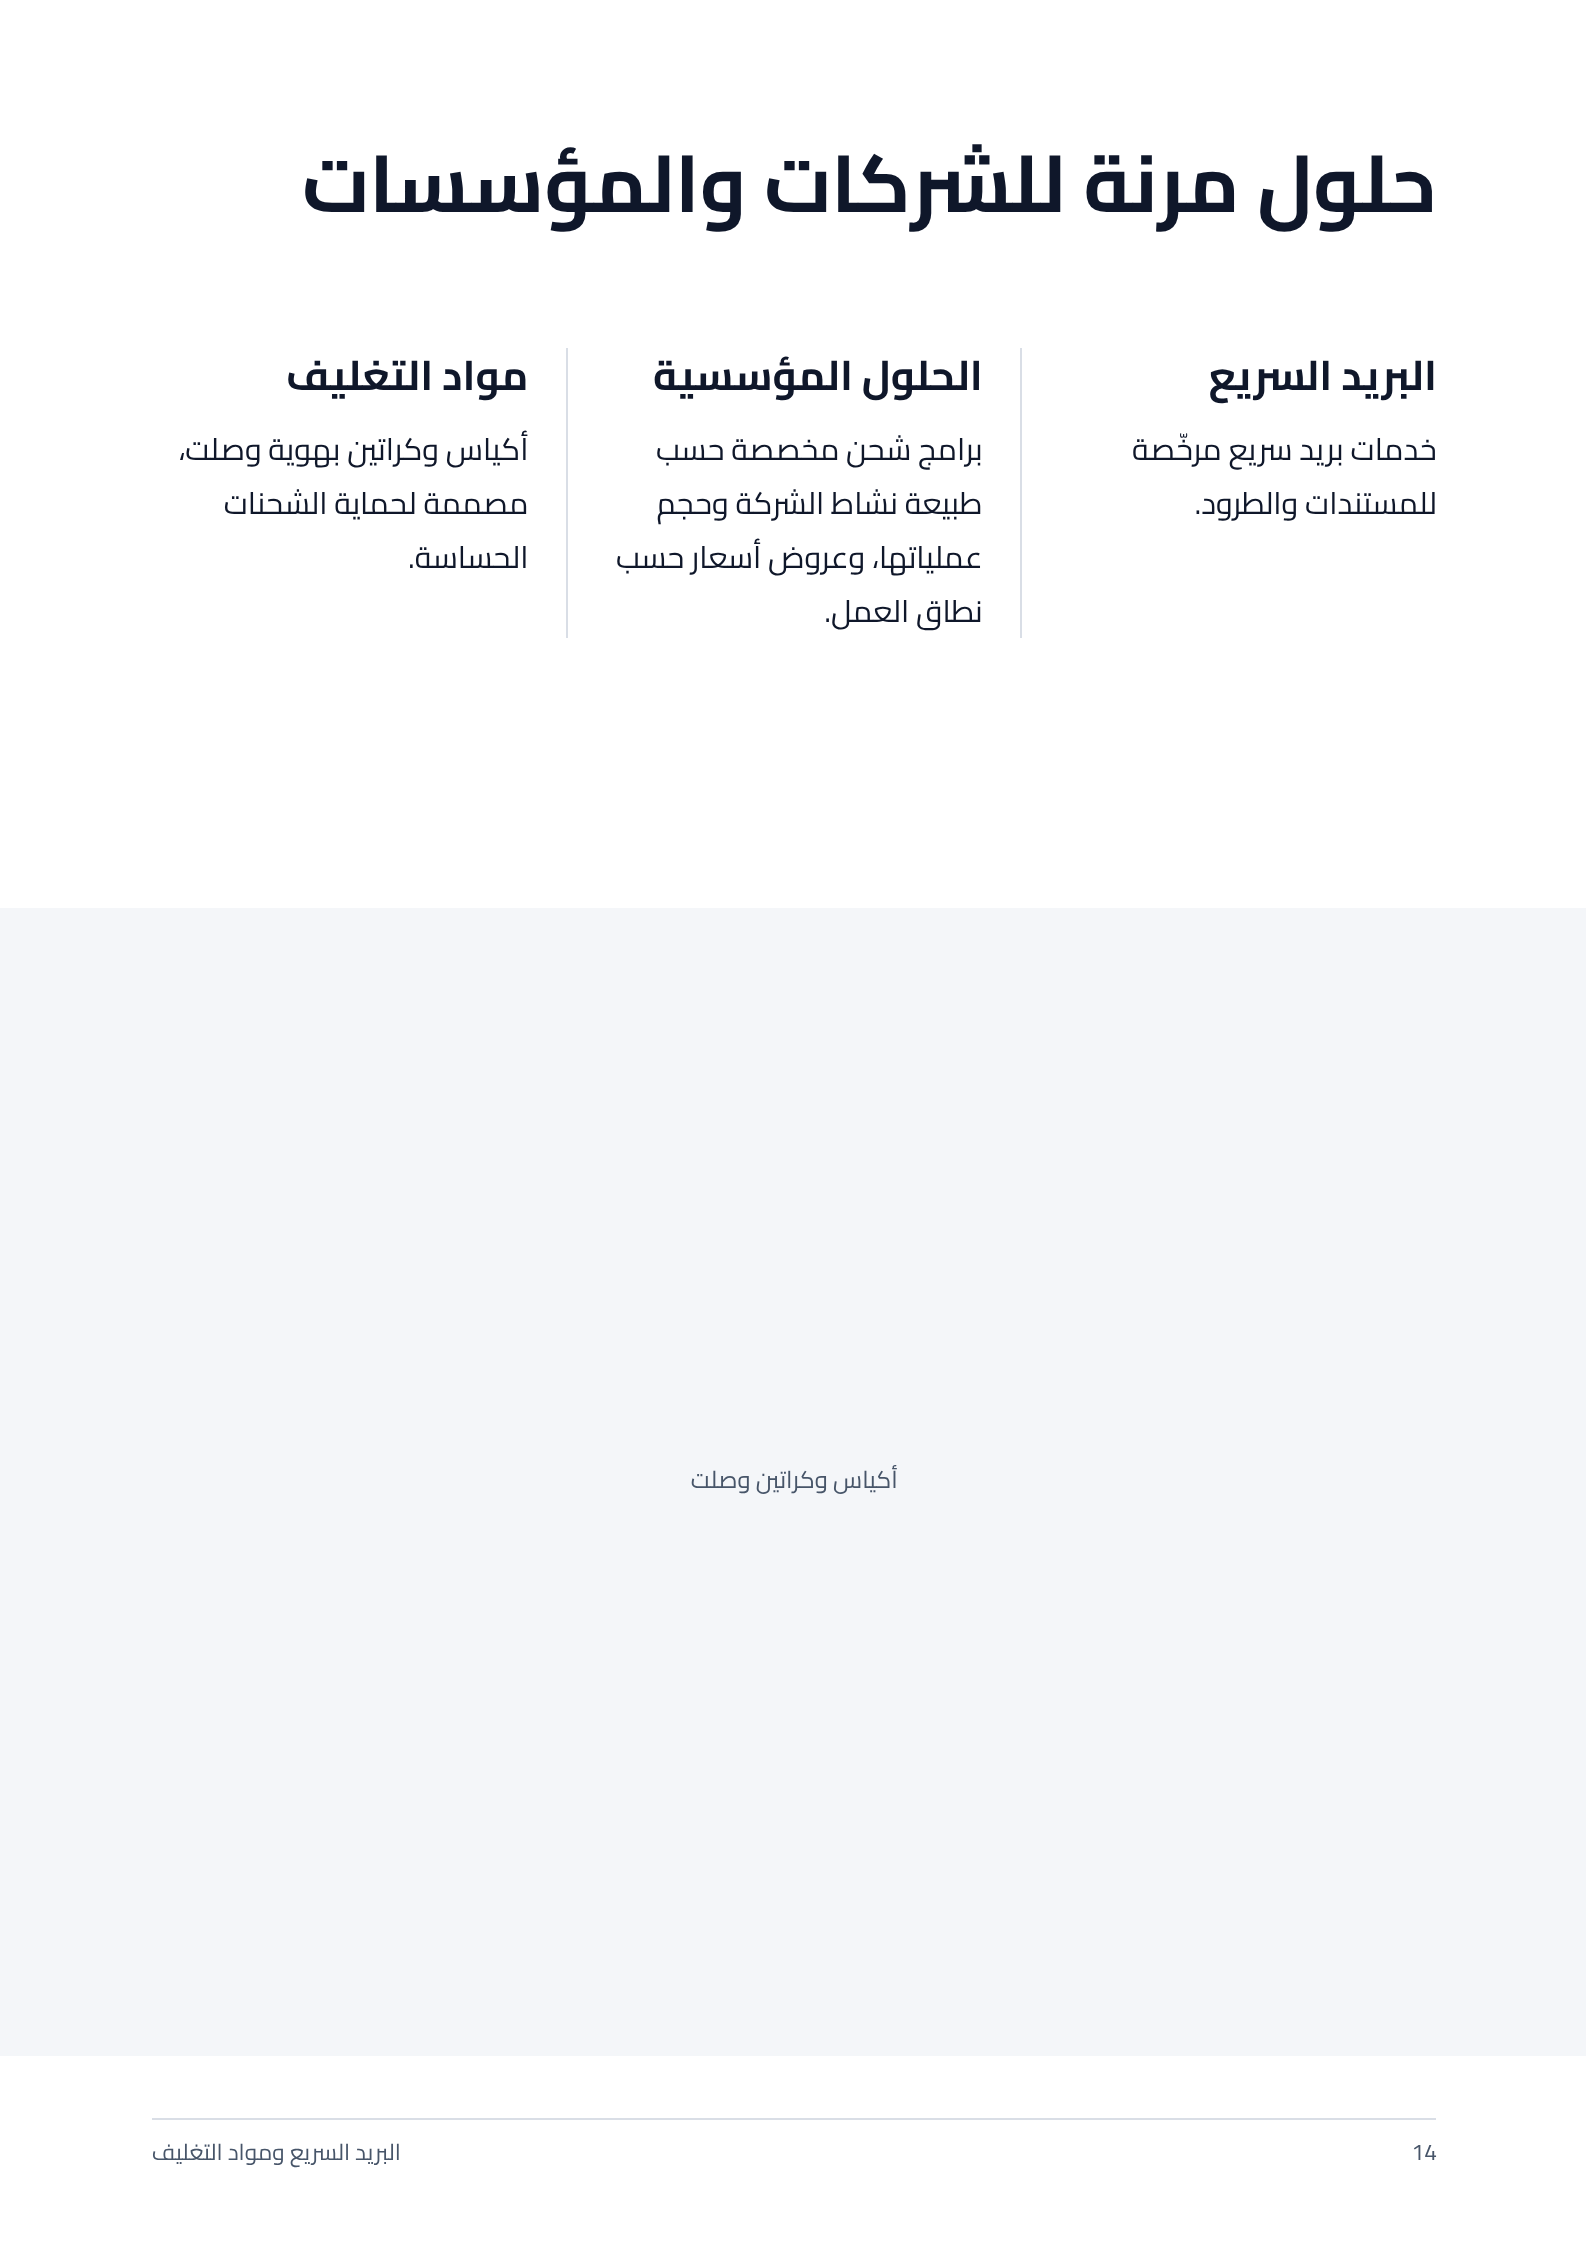 حلول مرنة للشركات والمؤسسات
البريد السريع
خدمات بريد سريع مرخّصة
للمستندات والطرود.
الحلول المؤسسية
برامج شحن مخصصة حسب
طبيعة نشاط الشركة وحجم
عملياتها، وعروض أسعار حسب
نطاق العمل.
مواد التغليف
أكياس وكراتين بهوية وصلت،
مصممة لحماية الشحنات
الحساسة.
أكياس وكراتين وصلت
14
البريد السريع ومواد التغليف